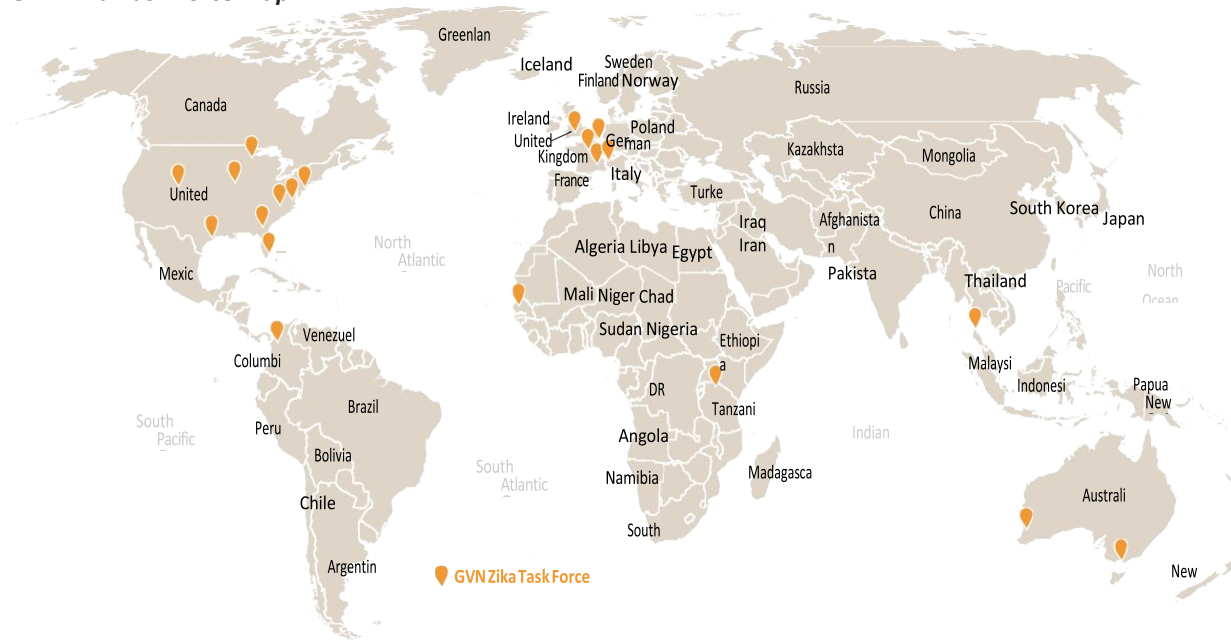 Greenlan
Iceland
Sweden
Finland Norway
Canada
Russia
Ireland
United
Kingdom
Poland
German
France
Italy
Kazakhsta
Mongolia
United
Turke
China
South Korea
Japan
Afghanista
n
Iraq
Iran
Pakista
North
Atlantic
Algeria Libya Egypt
Mexic
Thailand
North
Pacific
Ocean
Mali Niger Chad
Sudan Nigeria
Ethiopi
a
Venezuel
Columbi
Malaysi
Indonesi
Papua
New
DR
Tanzani
Brazil
South
Pacific
Peru
Angola
Indian
Bolivia
South
Atlantic
Namibia
Madagasca
Chile
Australi
South
Argentin
New
GVN Zika Task Force